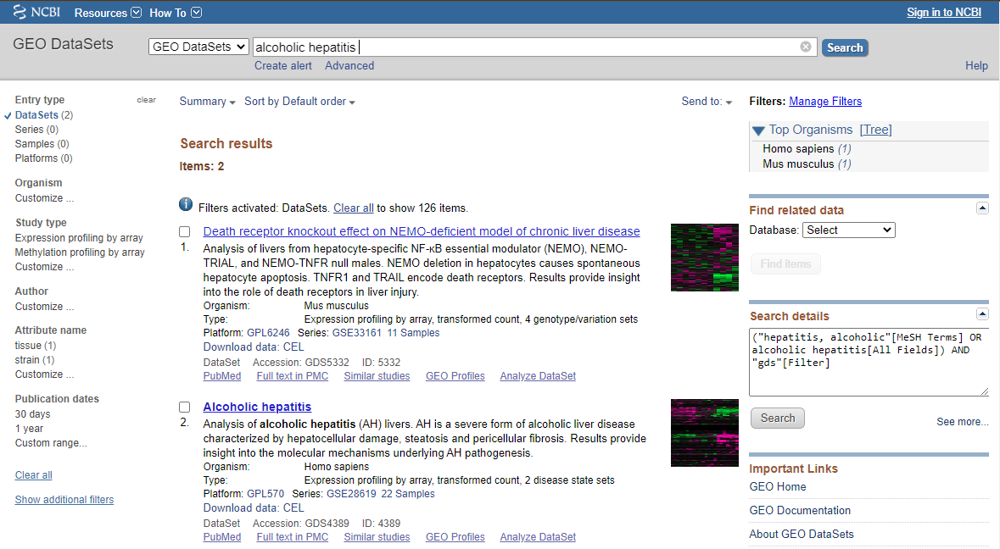 NCBI Resources How To Sign in to NCBI
GEO DataSets GEO DataSets alcoholic hepatitis Search
Create alert Advanced Help
Entry type clear
DataSets (2)
Series (0)
Samples (0)
Platforms (0)
Organism
Customize ...
Study type
Expression profiling by array
Methylation profiling by array
Customize ...
Author
Customize ...
Attribute name
tissue (1)
strain (1)
Customize ...
Publication dates
30 days
1 year
Custom range...
Clear all
Show additional filters
Summary Sort by Default order Send to:
Search results
Items: 2
Filters activated: DataSets. Clear all to show 126 items.
Death receptor knockout effect on NEMO-deficient model of chronic liver disease
1. Analysis of livers from hepatocyte-specific NF-κB essential modulator (NEMO), NEMO-
TRIAL, and NEMO-TNFR null males. NEMO deletion in hepatocytes causes spontaneous
hepatocyte apoptosis. TNFR1 and TRAIL encode death receptors. Results provide insight
into the role of death receptors in liver injury.
Organism: Mus musculus
Type: Expression profiling by array, transformed count, 4 genotype/variation sets
Platform: GPL6246 Series: GSE33161 11 Samples
Download data: CEL
DataSet Accession: GDS5332 ID: 5332
PubMed Full text in PMC Similar studies GEO Profiles Analyze DataSet
Alcoholic hepatitis
2. Analysis of alcoholic hepatitis (AH) livers. AH is a severe form of alcoholic liver disease
characterized by hepatocellular damage, steatosis and pericellular fibrosis. Results provide
insight into the molecular mechanisms underlying AH pathogenesis.
Organism: Homo sapiens
Type: Expression profiling by array, transformed count, 2 disease state sets
Platform: GPL570 Series: GSE28619 22 Samples
Download data: CEL
DataSet Accession: GDS4389 ID: 4389
PubMed Full text in PMC Similar studies GEO Profiles Analyze DataSet
Filters: Manage Filters
Top Organisms [Tree]
Homo sapiens (1)
Mus musculus (1)
Find related data
Database: Select
Find items
Search details
("hepatitis, alcoholic"[MeSH Terms] OR
alcoholic hepatitis[All Fields]) AND
"gds"[Filter]
Search
See more...
Important Links
GEO Home
GEO Documentation
About GEO DataSets